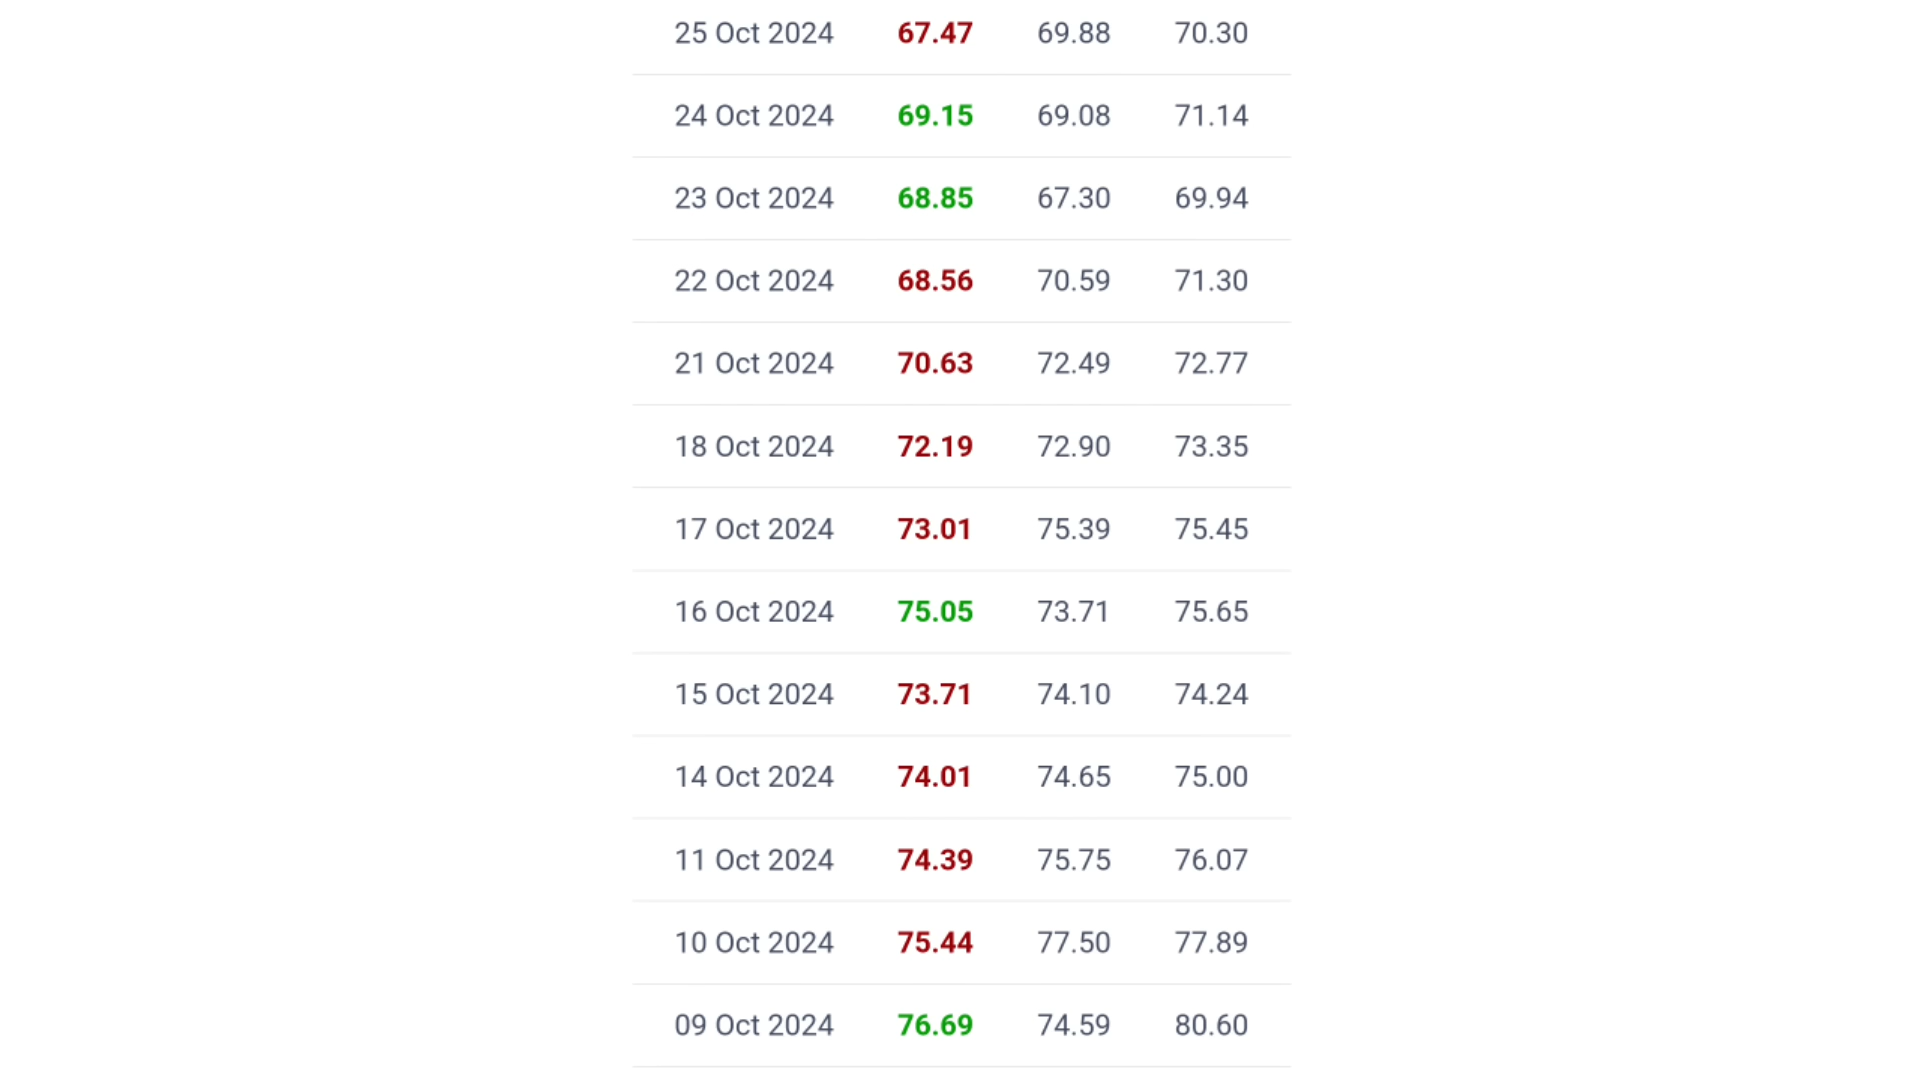 25 Oct 2024 67.47 69.88 70.30
24 Oct 2024 69.15 69.08 71.14
23 Oct 2024 68.85 67.30 69.94
22 Oct 2024 68.56 70.59 71.30
21 Oct 2024 70.63 72.49 72.77
18 Oct 2024 72.19 72.90 73.35
17 Oct 2024 73.01 75.39 75.45
16 Oct 2024 75.05 73.71 75.65
15 Oct 2024 73.71 74.10 74.24
14 Oct 2024 74.01 74.65 75.00
11 Oct 2024 74.39 75.75 76.07
10 Oct 2024 75.44 77.50 77.89
09 Oct 2024 76.69 74.59 80.60